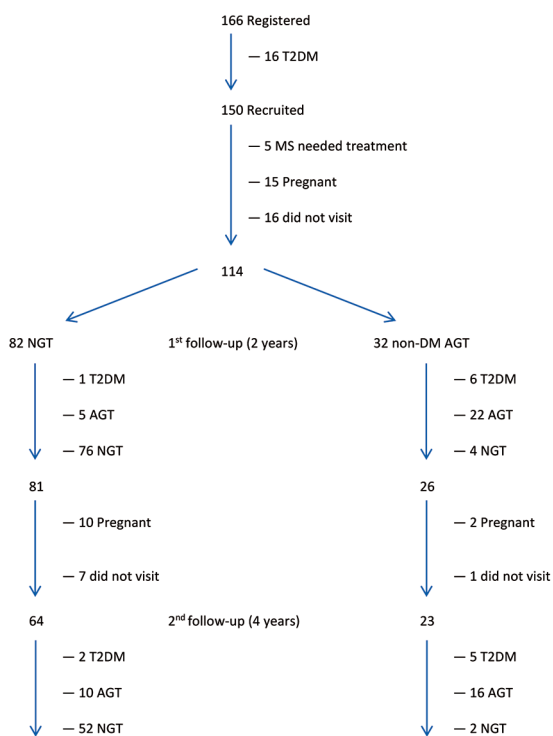 166 Registered
— 16 T2DM
150 Recruited
— 5 MS needed treatment
— 15 Pregnant
— 16 did not visit
114
82 NGT 1st follow-up (2 years) 32 non-DM AGT
— 1 T2DM — 6 T2DM
— 5 AGT — 22 AGT
— 76 NGT — 4 NGT
81 26
— 10 Pregnant — 2 Pregnant
— 7 did not visit — 1 did not visit
64 2nd follow-up (4 years) 23
— 2 T2DM — 5 T2DM
— 10 AGT — 16 AGT
— 52 NGT — 2 NGT